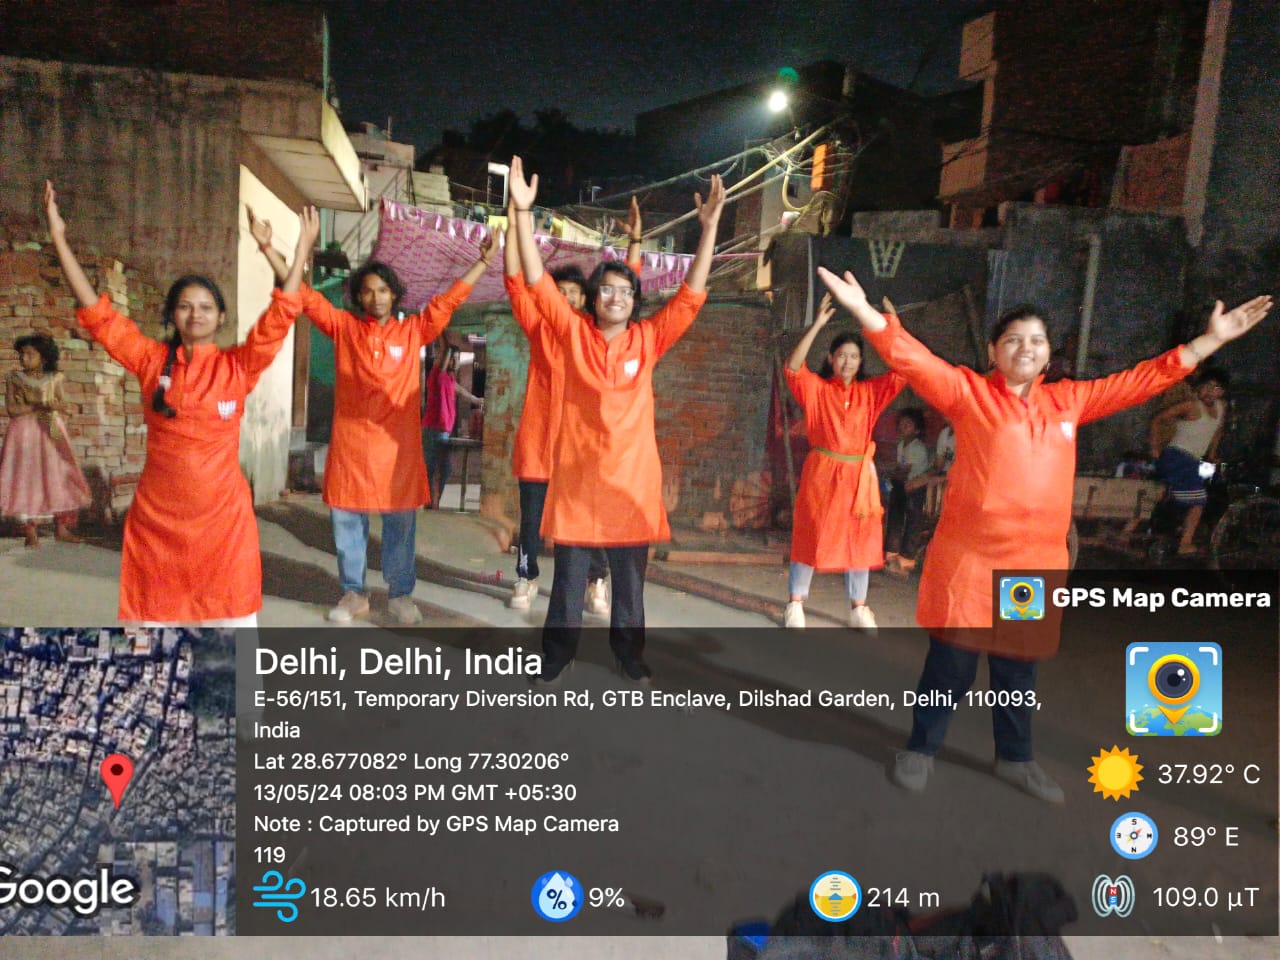 GPS Map Camera
Delhi, Delhi, India
E-56/151, Temporary Diversion Rd, GTB Enclave, Dilshad Garden, Delhi, 110093,
India
Lat 28.677082° Long 77.30206°
13/05/24 08:03 PM GMT +05:30
Note : Captured by GPS Map Camera
119
37.92° C
89° E
18.65 km/h
9%
214 m
109.0 µT
Google